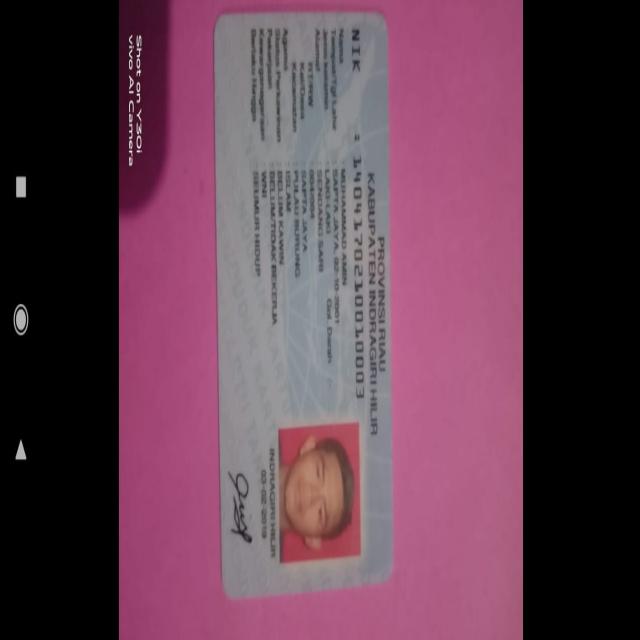 PROVINSI RIAU
KABUPATEN INDRAGIRI HILIR
NIK : 1404170210010003
Nama : MUHAMMAD AMIN
Tempat/Tgl Lahir : SAPTA JAYA, 02-10-2001
Jenis Kelamin : LAKI-LAKI Gol. Darah
Alamat SARI
RT/RW
Kel/Desa : SAPTA JAYA
Kecamatan : PULAU BURUNG
Agama : ISLAM
Status Perkawinan : BELUM KAWIN
Pekerjaan : BELUM/TIDAK BEKERJA
Kewarganegaraan : WNI
Berlaku Hingga : SEUMUR HIDUP
INDRAGIRI HILIR
03-02-2019
Shot on Y30i
vivo AI Camera